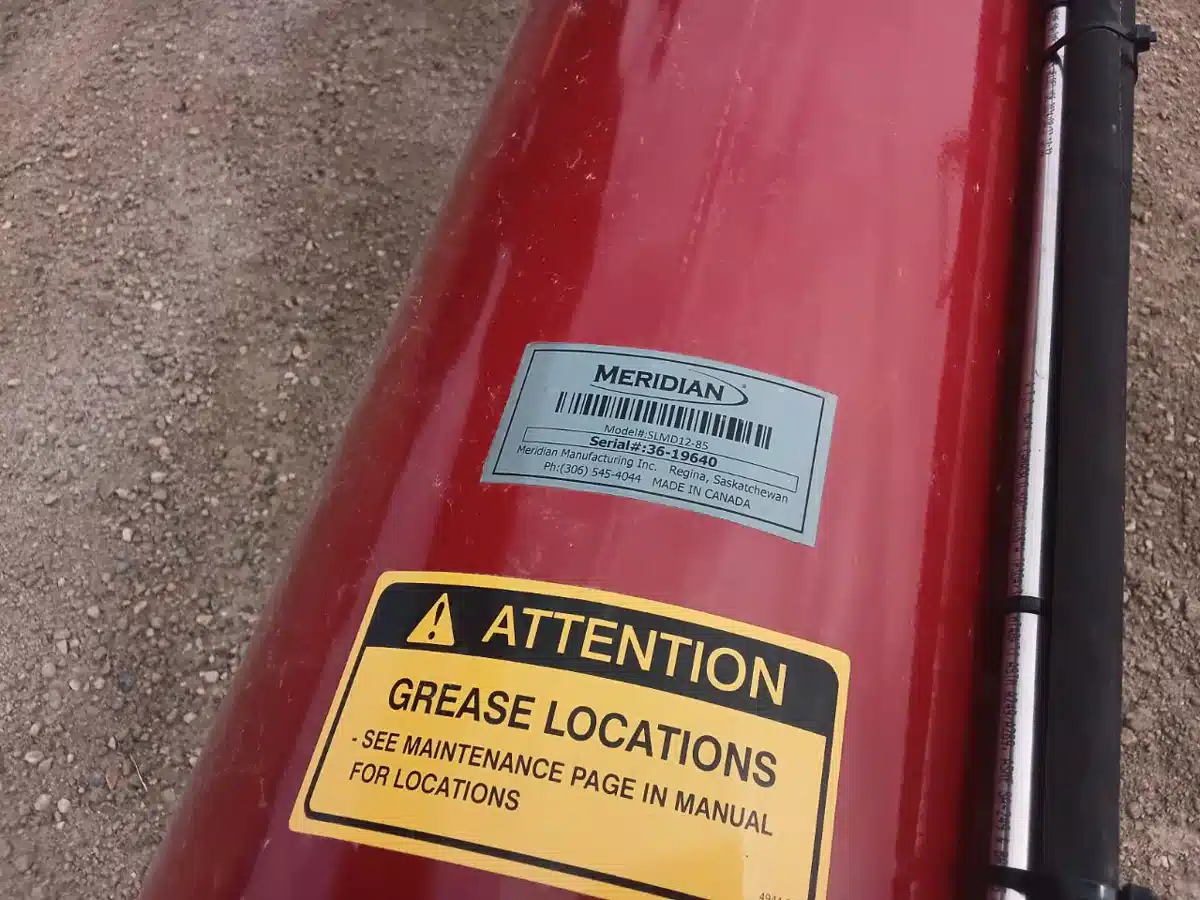 MERIDIAN
Model#:SLMD12-85
Serial#:36-19640
Meridian Manufacturing Inc. Regina, Saskatchewan
Ph:(306) 545-4044 MADE IN CANADA
ATTENTION
GREASE LOCATIONS
- SEE MAINTENANCE PAGE IN MANUAL
FOR LOCATIONS